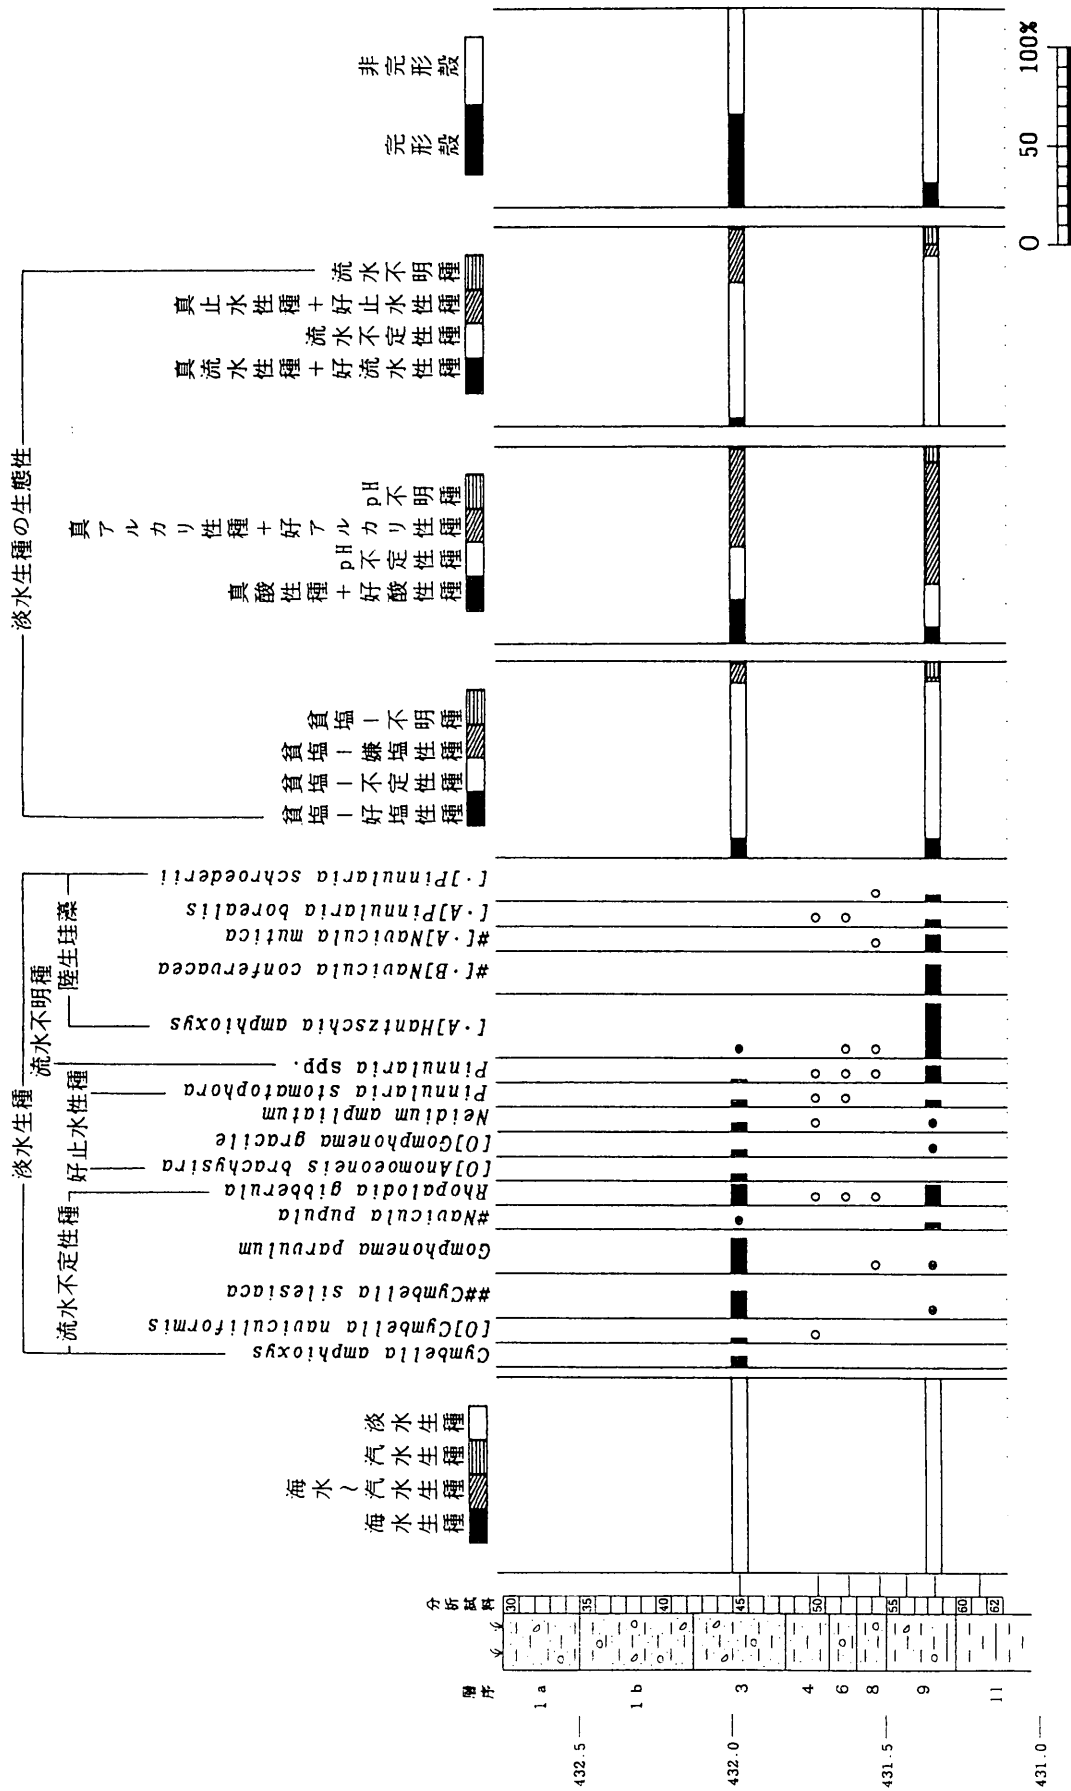 層序
分析試料
432.5
432.0
431.5
431.0
1a
1b
3
4
6
8
9
11
30
35
40
45
50
55
60
62
海水生種
海水~汽水生種
汽水生種
淡水生種
淡水生種
流水不定性種
好止水性種
流水不明種
陸生珪藻
Cymbella amphioxys
[O]Cymbella naviculiformis
##Cymbella silesiaca
Gomphonema parvulum
#Navicula pupula
Rhopalodia gibberula
[O]Anomoeoneis brachysira
[O]Gomphonema gracile
Neidium ampliatum
Pinnularia stomatophora
Pinnularia spp.
[・A]Hantzschia amphioxys
#[・B]Navicula confervacea
#[・A]Navicula mutica
[・A]Pinnularia borealis
[・]Pinnularia schroederii
淡水生種の生態性
貧塩-好塩性種
貧塩-不定性種
貧塩-嫌塩性種
貧塩-不明種
真酸性種+好酸性種
pH不定性種
真アルカリ性種+好アルカリ性種
pH不明種
真流水性種+好流水性種
流水不定性種
真止水性種+好止水性種
流水不明種
完形殻
非完形殻
0 50 100%